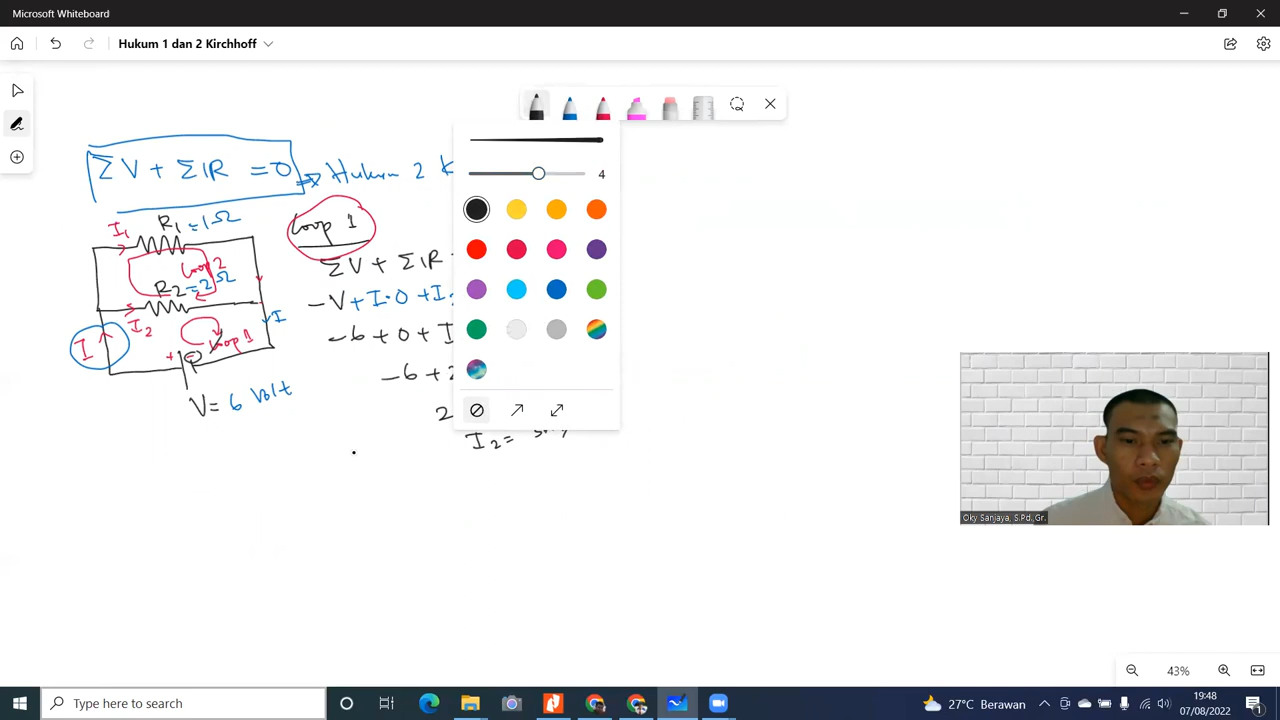 Microsoft Whiteboard
Hukum 1 dan 2 Kirchhoff
ΣV + ΣIR = 0 ⇒ Hukum 2 K
4
R₁ = 1Ω
I₁
Loop 1
Loop 2
ΣV + ΣIR
R₂ = 2Ω
-V + I·0 + I
I₂
I
-6 + 0 + I
I
Loop 1
+ -
-6 + 2
V = 6 Volt
2
I₂ =
Oky Sanjaya, S.Pd.,Gr.
43%
Type here to search
27°C Berawan
19:48
07/08/2022
1